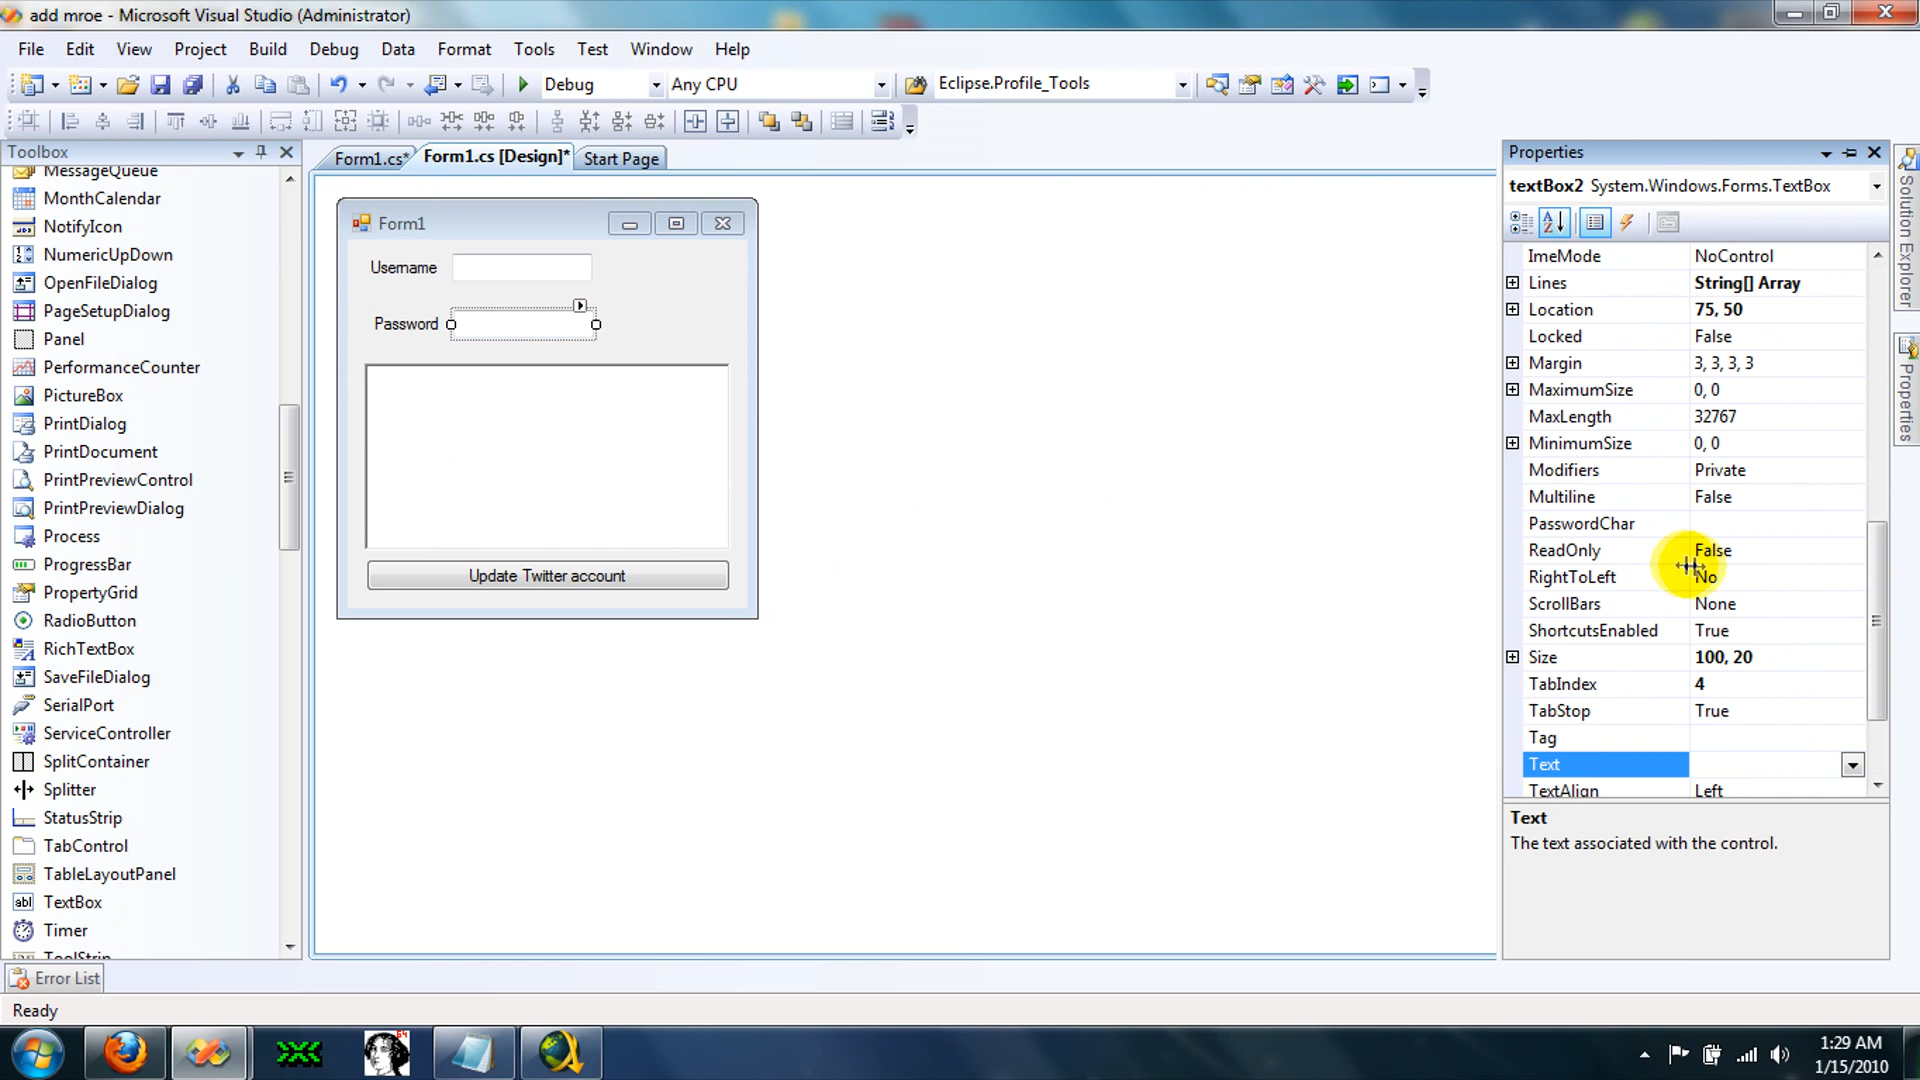 add mroe - Microsoft Visual Studio (Administrator)
File Edit View Project Build Debug Data Format Tools Test Window Help
Debug Any CPU Eclipse.Profile_Tools
Toolbox
MessageQueue
MonthCalendar
NotifyIcon
NumericUpDown
OpenFileDialog
PageSetupDialog
Panel
PerformanceCounter
PictureBox
PrintDialog
PrintDocument
PrintPreviewControl
PrintPreviewDialog
Process
ProgressBar
PropertyGrid
RadioButton
RichTextBox
SaveFileDialog
SerialPort
ServiceController
SplitContainer
Splitter
StatusStrip
TabControl
TableLayoutPanel
TextBox
Timer
ToolStrip
Form1.cs* Form1.cs [Design]* Start Page
Form1
Username
Password
Update Twitter account
Properties
textBox2 System.Windows.Forms.TextBox
ImeMode NoControl
Lines String[] Array
Location 75, 50
Locked False
Margin 3, 3, 3, 3
MaximumSize 0, 0
MaxLength 32767
MinimumSize 0, 0
Modifiers Private
Multiline False
PasswordChar
ReadOnly False
RightToLeft No
ScrollBars None
ShortcutsEnabled True
Size 100, 20
TabIndex 4
TabStop True
Tag
Text
TextAlign Left
Text
The text associated with the control.
Solution Explorer
Properties
Error List
Ready
64
1:29 AM
1/15/2010